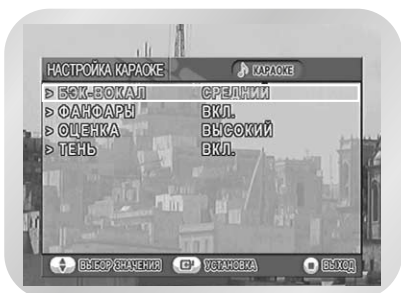 НАСТРОЙКА КАРАОКЕ КАРАОКЕ
> БЭК-ВОКАЛ СРЕДНИЙ
> ФАНФАРЫ ВКЛ.
> ОЦЕНКА ВЫСОКИЙ
> ТЕНЬ ВКЛ.
ВЫБОР ЗНАЧЕНИЯ УСТАНОВКА ВЫХОД